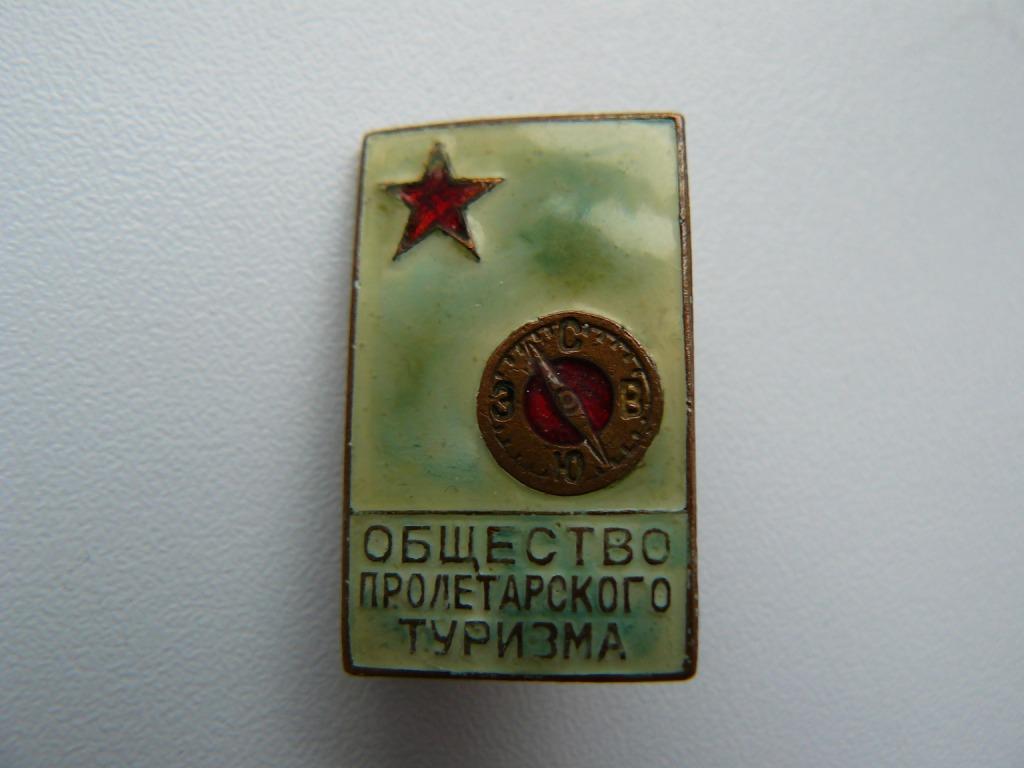 С
З В
Ю
ОБЩЕСТВО
ПРОЛЕТАРСКОГО
ТУРИЗМА